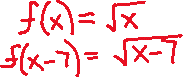 f(x) = √x
f(x-7) = √x-7